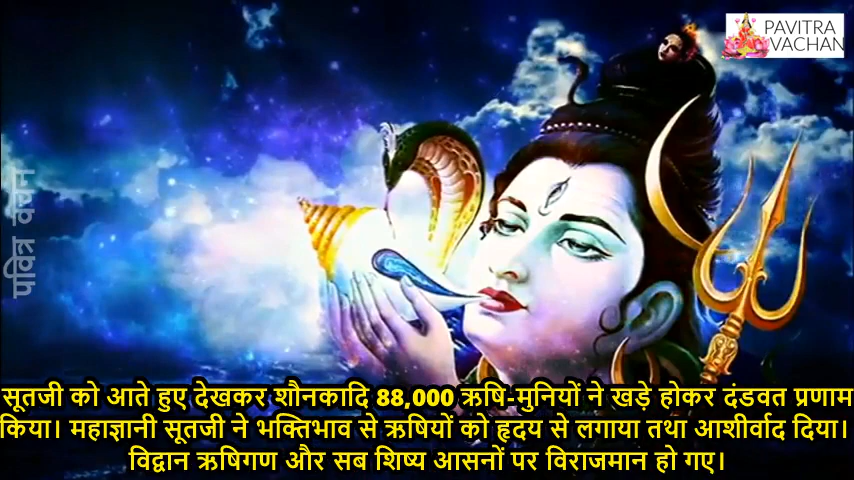 PAVITRA
VACHAN
पवित्र वचन
सूतजी को आते हुए देखकर शौनकादि 88,000 ऋषि-मुनियों ने खड़े होकर दंडवत प्रणाम
किया। महाज्ञानी सूतजी ने भक्तिभाव से ऋषियों को हृदय से लगाया तथा आशीर्वाद दिया।
विद्वान ऋषिगण और सब शिष्य आसनों पर विराजमान हो गए।